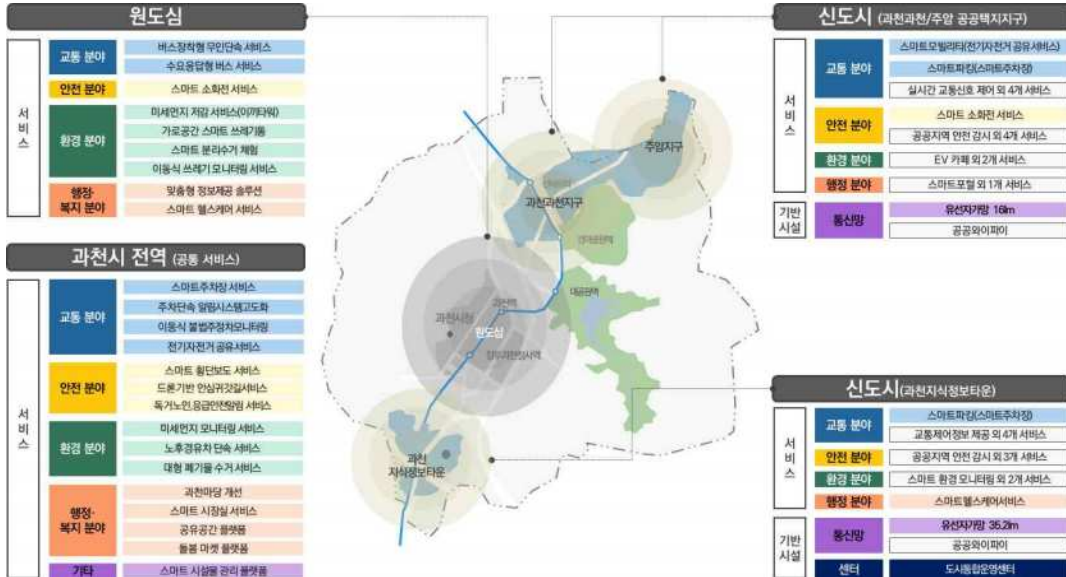 원도심
서비스
교통 분야
버스장착형 무인단속 서비스
수요응답형 버스 서비스
안전 분야
스마트 소화전 서비스
환경 분야
미세먼지 저감 서비스(이끼타워)
가로공간 스마트 쓰레기통
스마트 분리수거 체험
이동식 쓰레기 모니터링 서비스
행정·
복지 분야
맞춤형 정보제공 솔루션
스마트 헬스케어 서비스
과천시 전역 (공통 서비스)
서비스
교통 분야
스마트주차장 서비스
주차단속 알림시스템고도화
이동식 불법주정차모니터링
전기자전거 공유서비스
안전 분야
스마트 횡단보도 서비스
드론기반 안심귀갓길서비스
독거노인,응급안전알림 서비스
환경 분야
미세먼지 모니터링 서비스
노후경유차 단속 서비스
대형 폐기물 수거 서비스
행정·
복지 분야
과천마당 개선
스마트 시장실 서비스
공유공간 플랫폼
돌봄 마켓 플랫폼
기타
스마트 시설물 관리 플랫폼
주암지구
과천과천지구
경마공원역
대공원역
과천역
과천시청
원도심
정부과천청사역
과천
지식정보타운
신도시 (과천과천/주암 공공택지지구)
서비스
교통 분야
스마트모빌리티(전기자전거 공유서비스)
스마트파킹(스마트주차장)
실시간 교통신호 제어 외 4개 서비스
안전 분야
스마트 소화전 서비스
공공지역 안전 감시 외 4개 서비스
환경 분야
EV 카페 외 2개 서비스
행정 분야
스마트포털 외 1개 서비스
기반
시설
통신망
유선자가망 16km
공공와이파이
신도시(과천지식정보타운)
서비스
교통 분야
스마트파킹(스마트주차장)
교통제어정보 제공 외 4개 서비스
안전 분야
공공지역 안전 감시 외 3개 서비스
환경 분야
스마트 환경 모니터링 외 2개 서비스
행정 분야
스마트헬스케어서비스
기반
시설
통신망
유선자가망 35.2km
공공와이파이
센터
도시통합운영센터